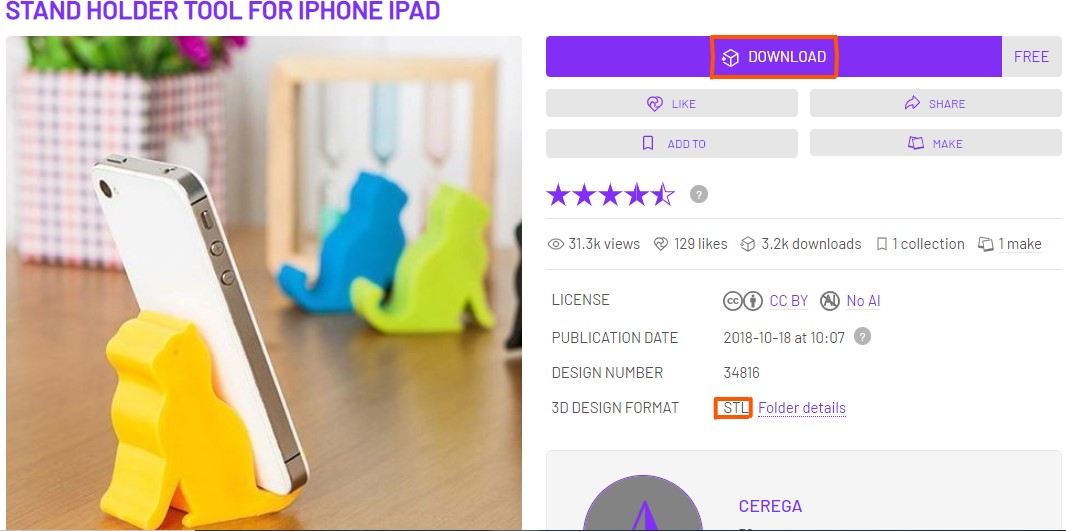 STAND HOLDER TOOL FOR IPHONE IPAD
DOWNLOAD
FREE
LIKE
SHARE
ADD TO
MAKE
?
31.3k views 129 likes 3.2k downloads 1 collection 1 make
LICENSE
CC BY No AI
PUBLICATION DATE
2018-10-18 at 10:07 ?
DESIGN NUMBER
34816
3D DESIGN FORMAT
STL Folder details
CEREGA